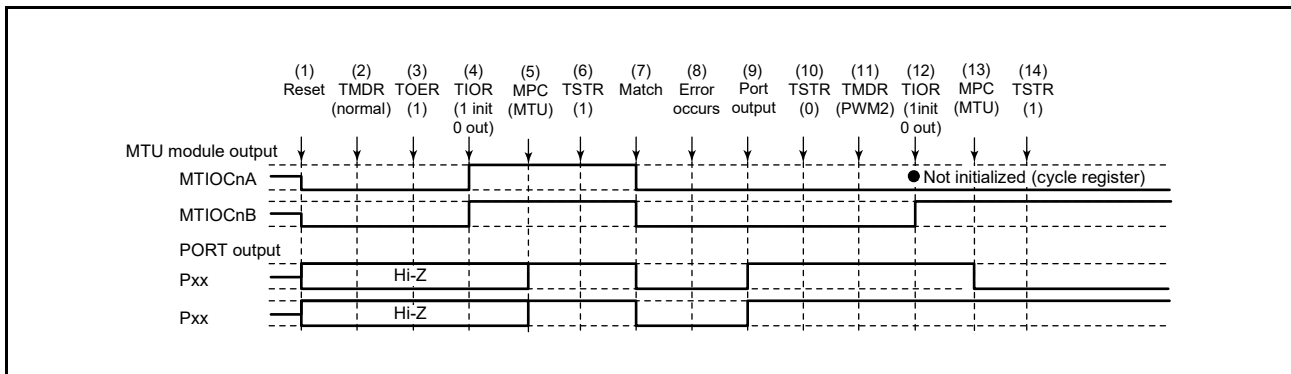 (1) (2) (3) (4) (5) (6) (7) (8) (9) (10) (11) (12) (13) (14)
Reset TMDR TOER TIOR MPC TSTR Match Error Port TSTR TMDR TIOR MPC TSTR
(normal) (1) (1 init (MTU) (1) occurs output (0) (PWM2) (1init (MTU) (1)
0 out) 0 out)
MTU module output
MTIOCnA Not initialized (cycle register)
MTIOCnB
PORT output
Pxx Hi-Z
Pxx Hi-Z